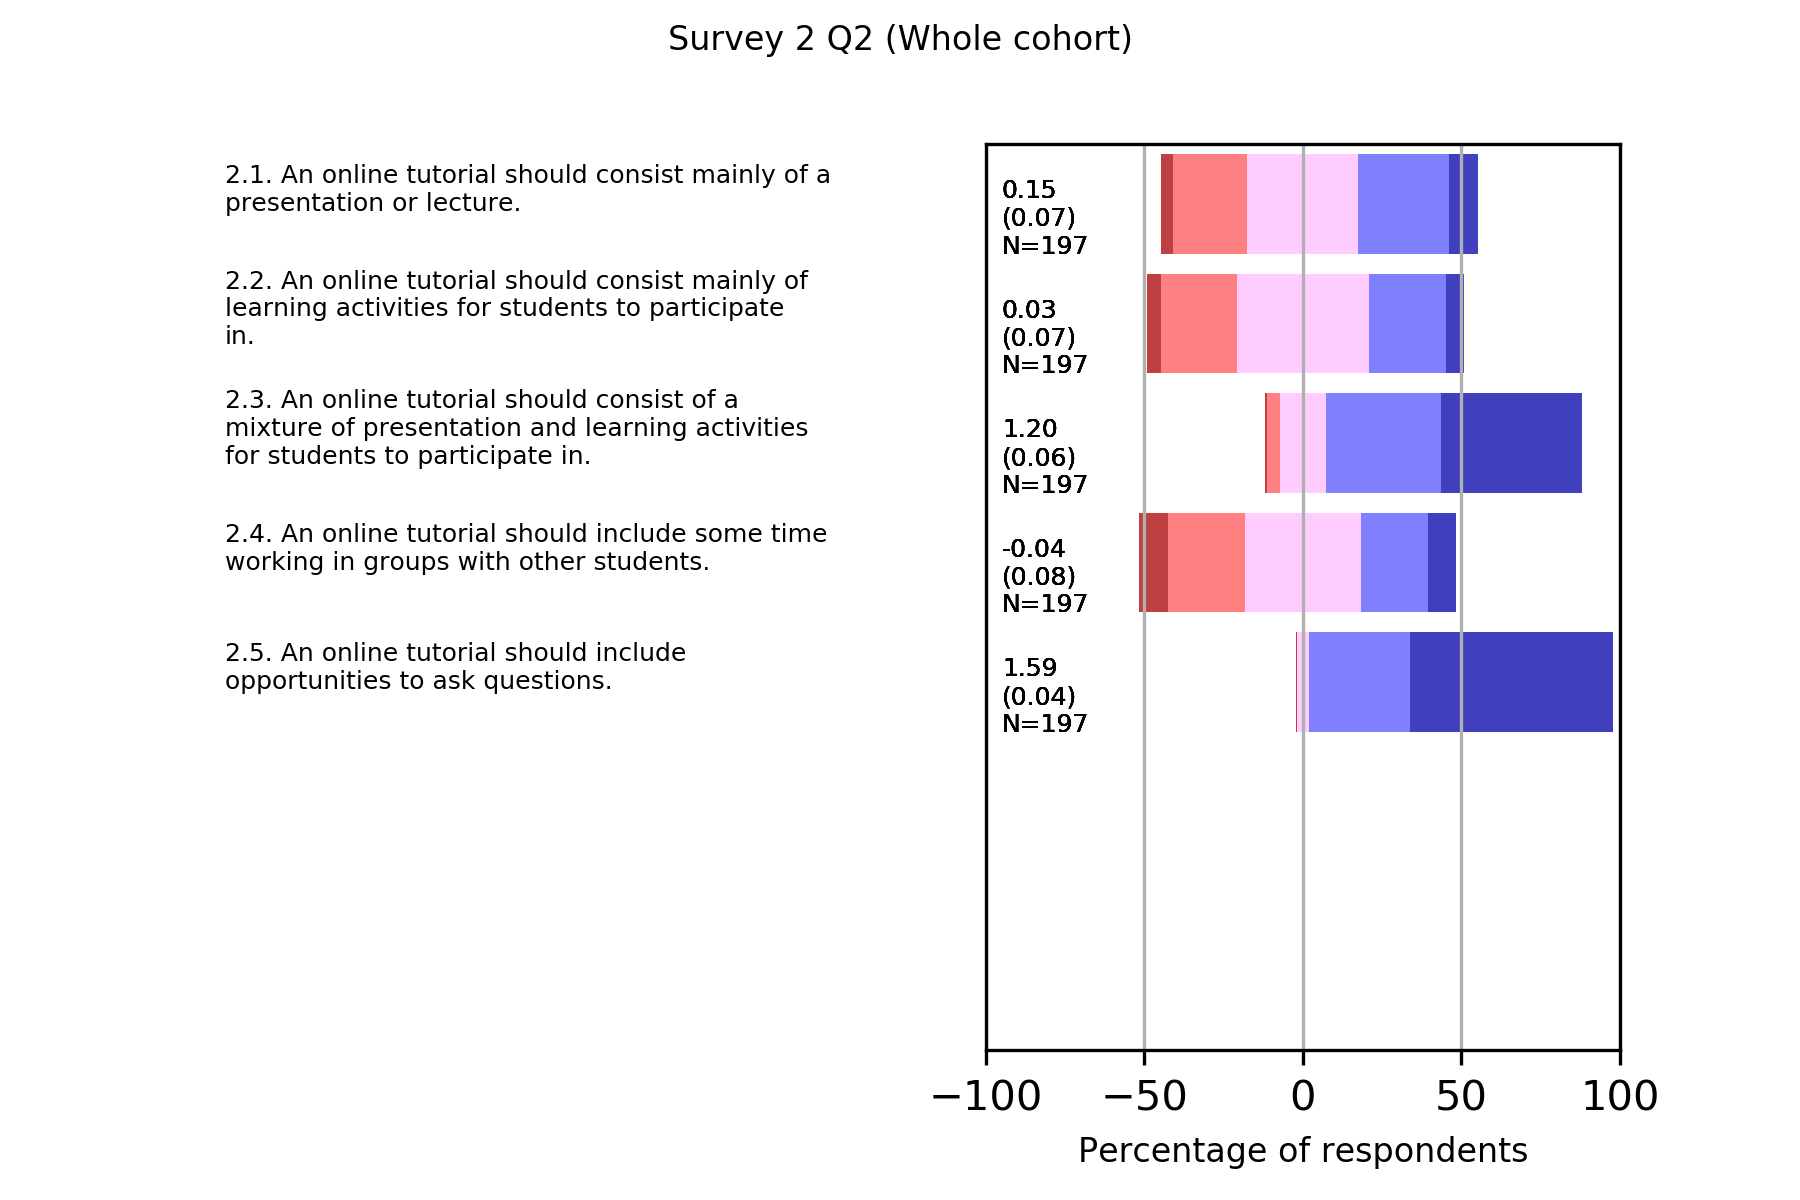 Survey 2 Q2 (Whole cohort)
2.1. An online tutorial should consist mainly of a
presentation or lecture.
0.15
(0.07)
N=197
2.2. An online tutorial should consist mainly of
learning activities for students to participate
in.
0.03
(0.07)
N=197
2.3. An online tutorial should consist of a
mixture of presentation and learning activities
for students to participate in.
1.20
(0.06)
N=197
2.4. An online tutorial should include some time
working in groups with other students.
-0.04
(0.08)
N=197
2.5. An online tutorial should include
opportunities to ask questions.
1.59
(0.04)
N=197
−100 −50 0 50 100
Percentage of respondents